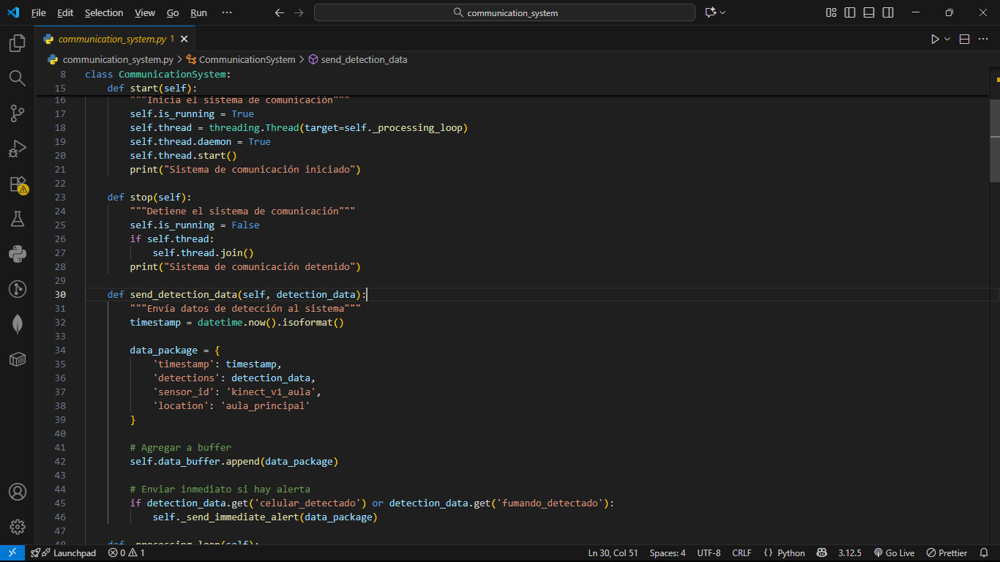 File Edit Selection View Go Run ··· communication_system
communication_system.py 1
communication_system.py > CommunicationSystem > send_detection_data
8 class CommunicationSystem:
15 def start(self):
16 """Inicia el sistema de comunicación"""
17 self.is_running = True
18 self.thread = threading.Thread(target=self._processing_loop)
19 self.thread.daemon = True
20 self.thread.start()
21 print("Sistema de comunicación iniciado")
22
23 def stop(self):
24 """Detiene el sistema de comunicación"""
25 self.is_running = False
26 if self.thread:
27 self.thread.join()
28 print("Sistema de comunicación detenido")
29
30 def send_detection_data(self, detection_data):
31 """Envía datos de detección al sistema"""
32 timestamp = datetime.now().isoformat()
33
34 data_package = {
35 'timestamp': timestamp,
36 'detections': detection_data,
37 'sensor_id': 'kinect_v1_aula',
38 'location': 'aula_principal'
39 }
40
41 # Agregar a buffer
42 self.data_buffer.append(data_package)
43
44 # Enviar inmediato si hay alerta
45 if detection_data.get('celular_detectado') or detection_data.get('fumando_detectado'):
46 self._send_immediate_alert(data_package)
47
48 def _processing_loop(self):
Launchpad 0 1 Ln 30, Col 51 Spaces: 4 UTF-8 CRLF {} Python 3.12.5 Go Live Prettier